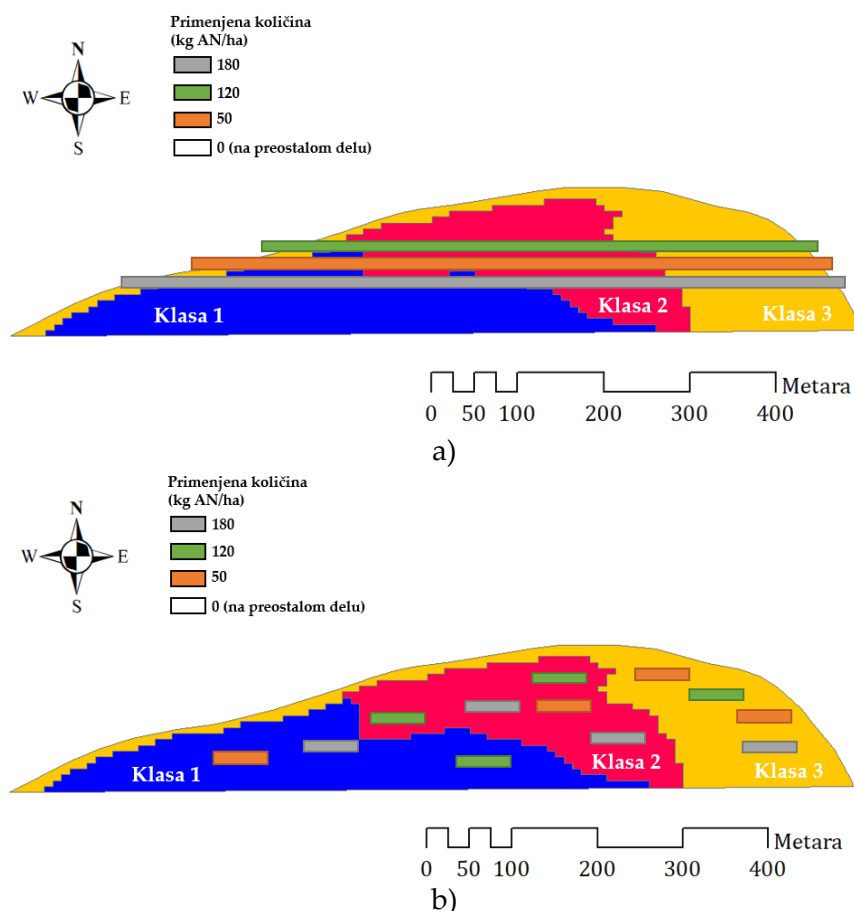 Primenjena količina
(kg AN/ha)
N
180
W
E
120
50
S
0 (na preostalom delu)
Klasa 1
Klasa 2
Klasa 3
Metara
0 50 100 200 300 400
a)
Primenjena količina
(kg AN/ha)
N
180
W
E
120
50
S
0 (na preostalom delu)
Klasa 1
Klasa 2
Klasa 3
Metara
0 50 100 200 300 400
b)